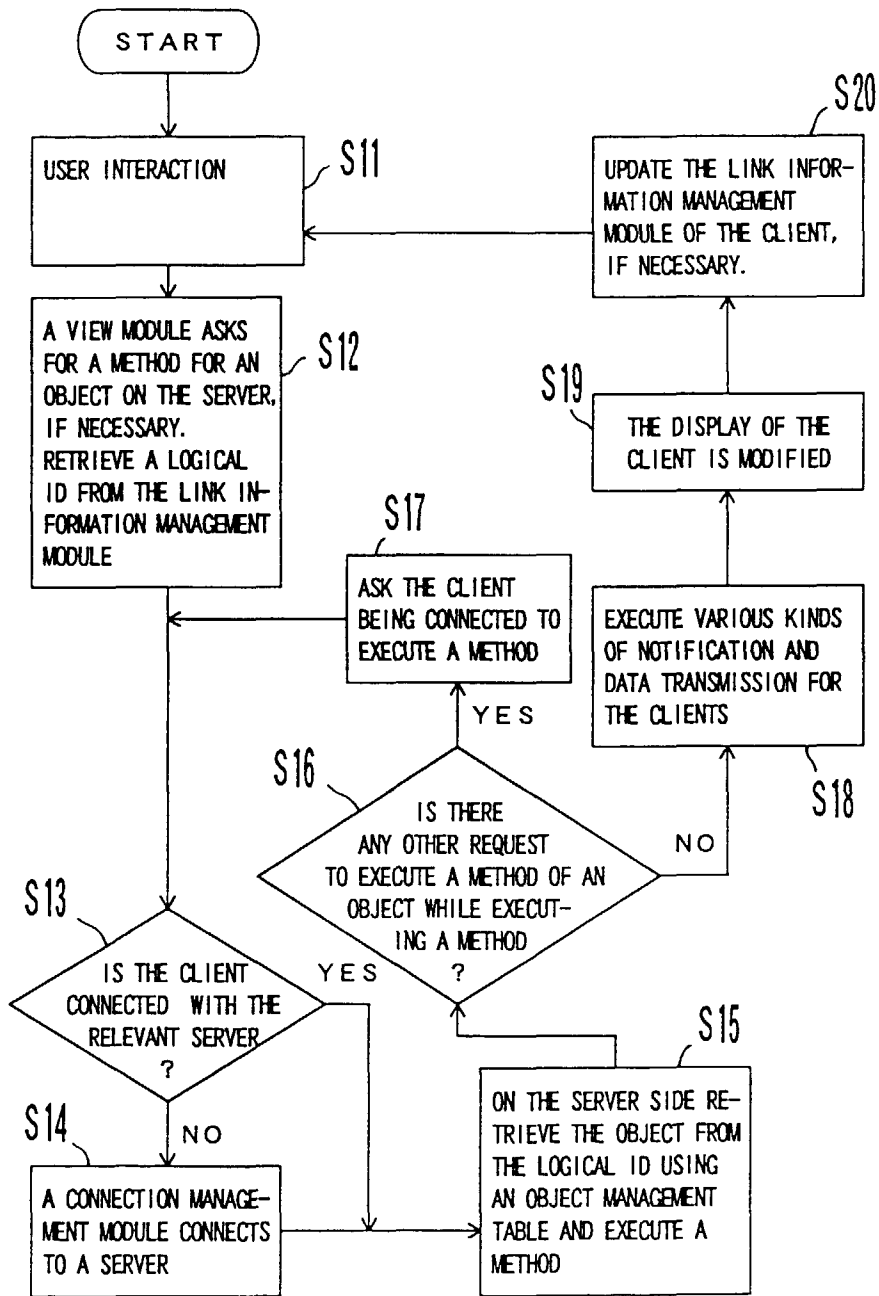 START
S11
USER INTERACTION
S12
A VIEW MODULE ASKS
FOR A METHOD FOR AN
OBJECT ON THE SERVER,
IF NECESSARY.
RETRIEVE A LOGICAL
ID FROM THE LINK IN-
FORMATION MANAGEMENT
MODULE
S13
IS THE CLIENT
CONNECTED WITH THE
RELEVANT SERVER
?
YES
NO
S14
A CONNECTION MANAGE-
MENT MODULE CONNECTS
TO A SERVER
S15
ON THE SERVER SIDE RE-
TRIEVE THE OBJECT FROM
THE LOGICAL ID USING
AN OBJECT MANAGEMENT
TABLE AND EXECUTE A
METHOD
S16
IS THERE
ANY OTHER REQUEST
TO EXECUTE A METHOD OF AN
OBJECT WHILE EXECUT-
ING A METHOD
?
YES
NO
S17
ASK THE CLIENT
BEING CONNECTED TO
EXECUTE A METHOD
S18
EXECUTE VARIOUS KINDS
OF NOTIFICATION AND
DATA TRANSMISSION FOR
THE CLIENTS
S19
THE DISPLAY OF THE
CLIENT IS MODIFIED
S20
UPDATE THE LINK INFOR-
MATION MANAGEMENT
MODULE OF THE CLIENT,
IF NECESSARY.